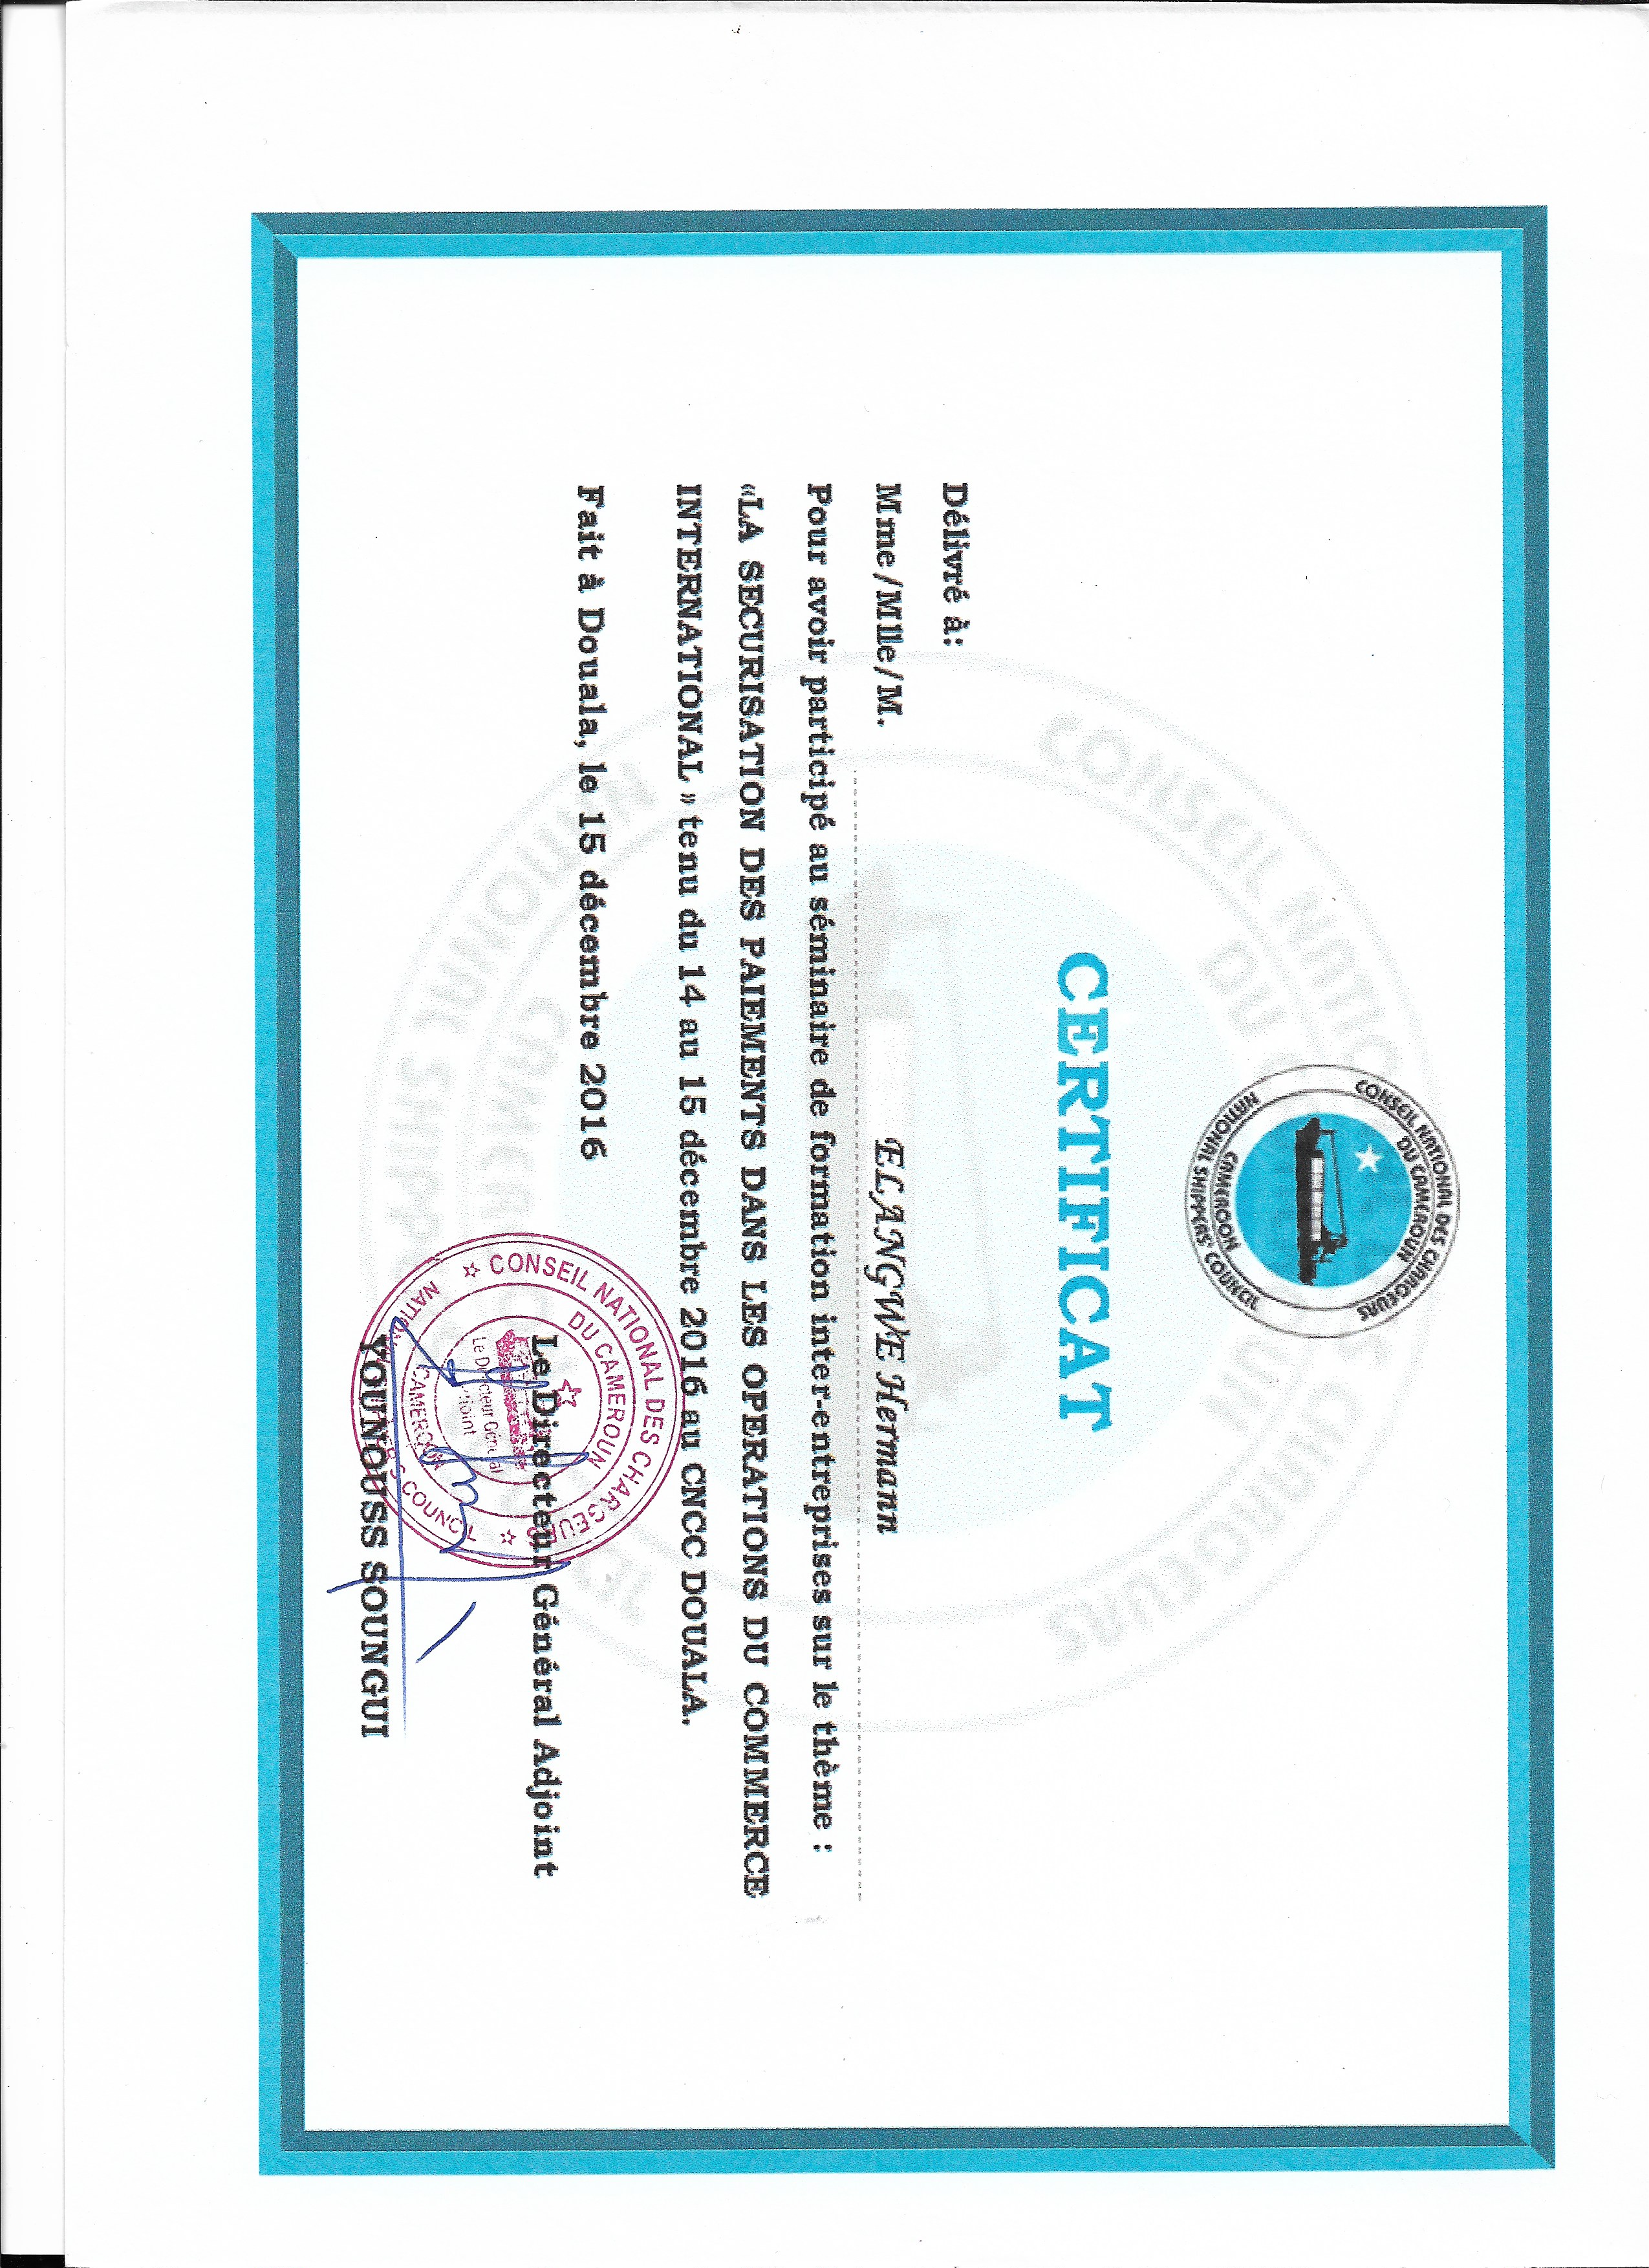 CONSEIL NATIONAL DES CHARGEURS
DU CAMEROUN
CAMEROON
NATIONAL SHIPPERS' COUNCIL
CERTIFICAT
Délivré à:
Mme/Mlle/M. ELANGWE Hermann
Pour avoir participé au séminaire de formation inter-entreprises sur le thème :
«LA SECURISATION DES PAIEMENTS DANS LES OPERATIONS DU COMMERCE
INTERNATIONAL » tenu du 14 au 15 décembre 2016 au CNCC DOUALA.
Fait à Douala, le 15 décembre 2016
Le Directeur Général Adjoint
CONSEIL NATIONAL DES CHARGEURS
DU CAMEROUN
Le Directeur Général
Adjoint
CAMEROON
NATIONAL SHIPPER'S COUNCIL
YOUNOUSS SOUNGUI